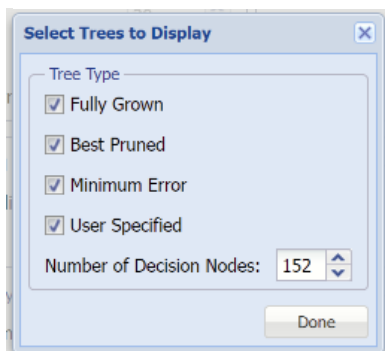 Select Trees to Display
Tree Type
Fully Grown
Best Pruned
Minimum Error
User Specified
Number of Decision Nodes: 152
Done